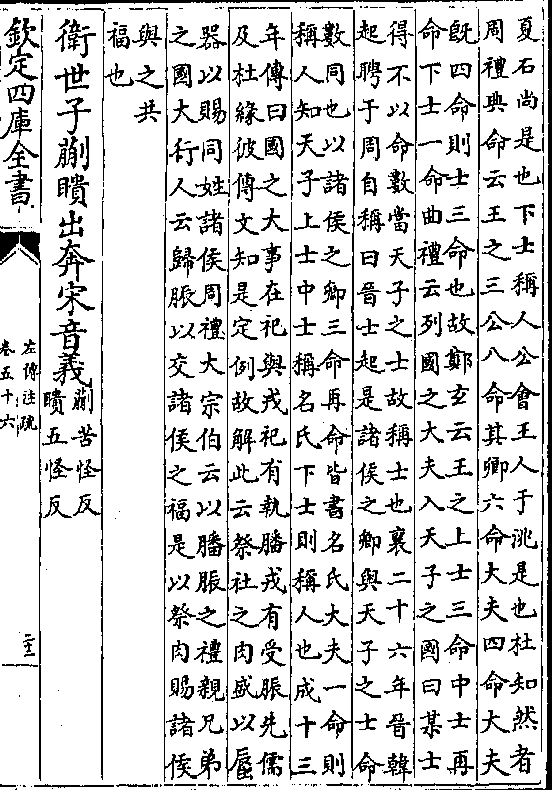 夏石尚是也下士稱人公會王人于洮是也杜知然者
周禮典命云王之三公八命其卿六命大夫四命大夫
既四命則士三命也故鄭玄云王之上士三命中士再
命下士一命曲禮云列國之大夫入天子之國曰某士
得不以命數當天子之士故稱士也襄二十六年晉韓
起聘于周自稱曰晉士起是諸侯之卿與天子之士命
數同也以諸侯之卿三命再命皆書名氏大夫一命則
稱人知天子上士中士稱名氏下士則稱人也成十三
年傳曰國之大事在祀與戎祀有執膰戎有受脤先儒
及杜緣彼傳文知是定例故解此云祭社之肉盛以蜃
器以賜同姓諸侯周禮大宗伯云以膰脤之禮親兄弟
之國大行人云歸脤以交諸侯之福是以祭肉賜諸侯
與之共
福也
衛世子蒯聵出奔宋音義
蒯苦怪反
聵五怪反
欽定四庫全書
左傳注疏
卷五十六